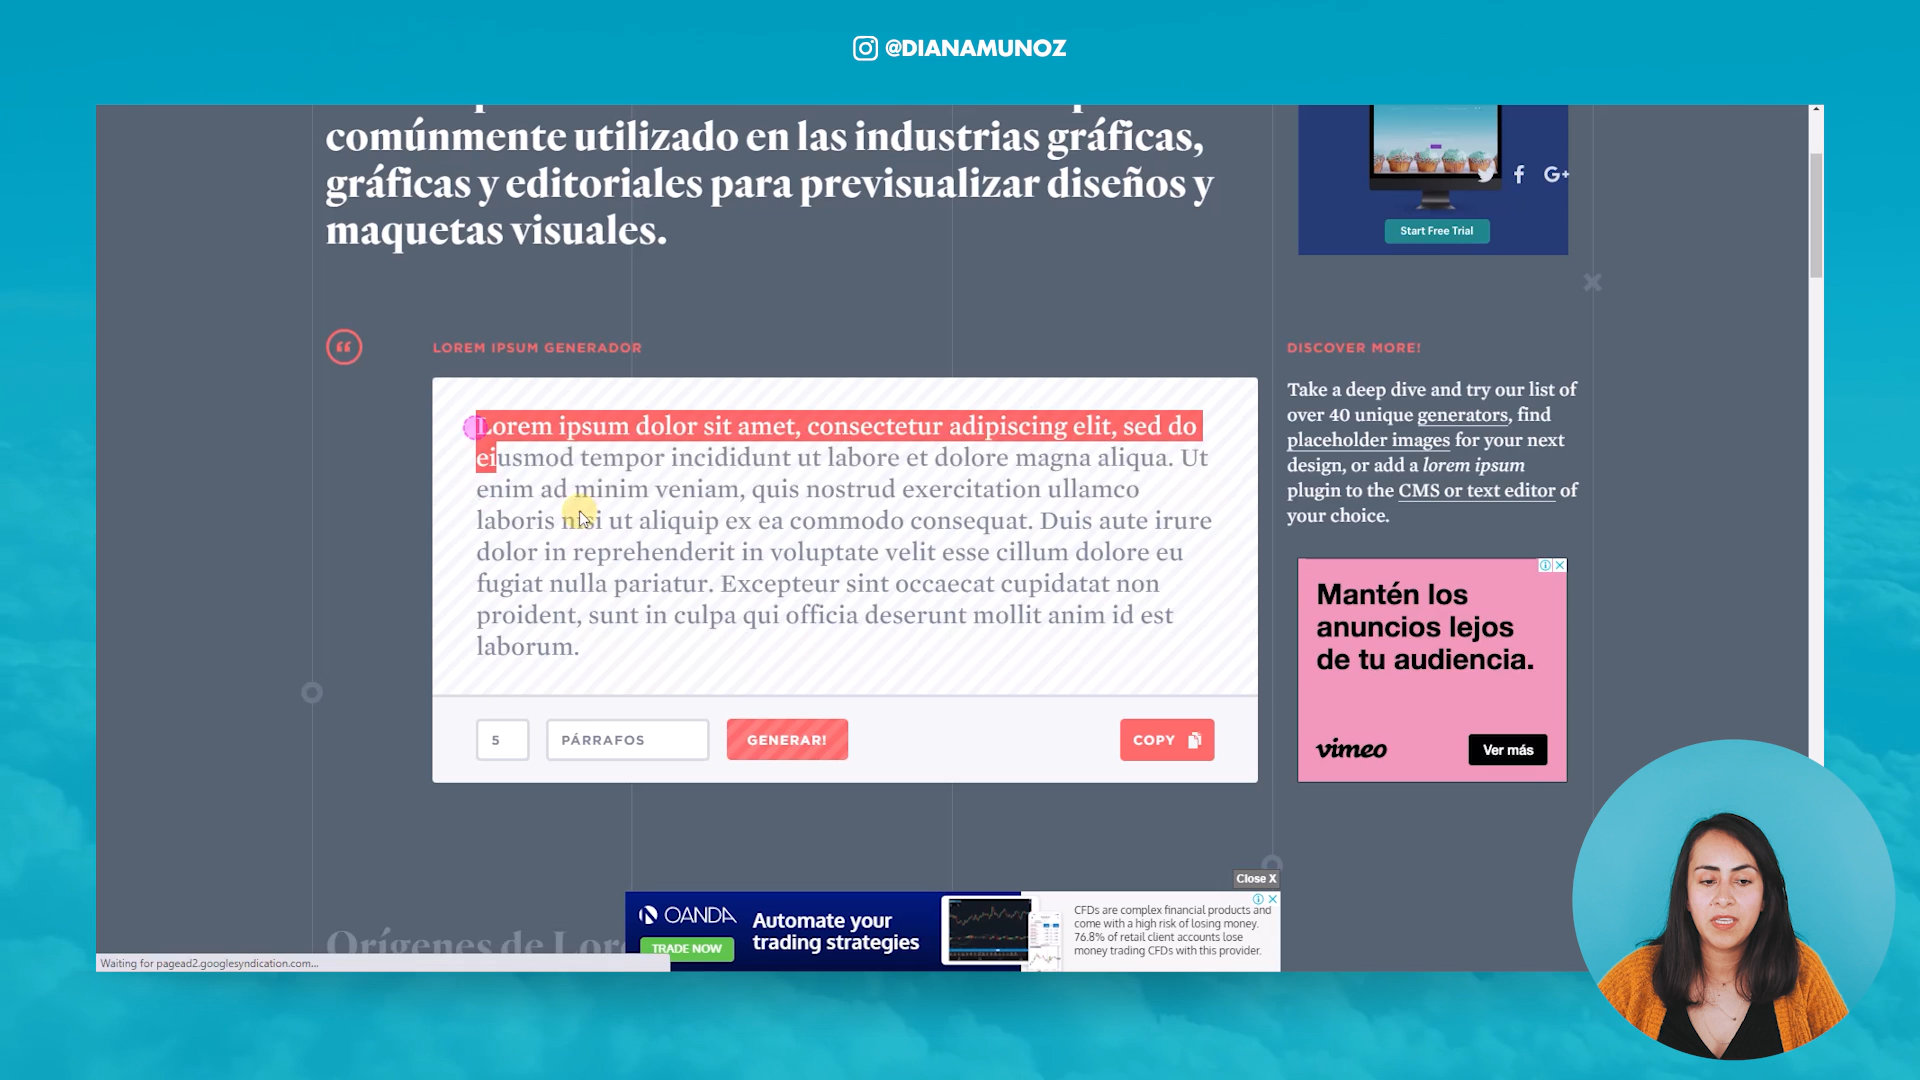 @DIANAMUNOZ
comúnmente utilizado en las industrias gráficas,
gráficas y editoriales para previsualizar diseños y
maquetas visuales.
Start Free Trial
LOREM IPSUM GENERADOR
Lorem ipsum dolor sit amet, consectetur adipiscing elit, sed do
eiusmod tempor incididunt ut labore et dolore magna aliqua. Ut
enim ad minim veniam, quis nostrud exercitation ullamco
laboris nisi ut aliquip ex ea commodo consequat. Duis aute irure
dolor in reprehenderit in voluptate velit esse cillum dolore eu
fugiat nulla pariatur. Excepteur sint occaecat cupidatat non
proident, sunt in culpa qui officia deserunt mollit anim id est
laborum.
5
PÁRRAFOS
GENERAR!
COPY
DISCOVER MORE!
Take a deep dive and try our list of
over 40 unique generators, find
placeholder images for your next
design, or add a lorem ipsum
plugin to the CMS or text editor of
your choice.
Mantén los
anuncios lejos
de tu audiencia.
vimeo
Ver más
Close X
OANDA
TRADE NOW
Automate your
trading strategies
CFDs are complex financial products and
come with a high risk of losing money.
76.8% of retail client accounts lose
money trading CFDs with this provider.
Orígenes de Lor
Waiting for pagead2.googlesyndication.com...